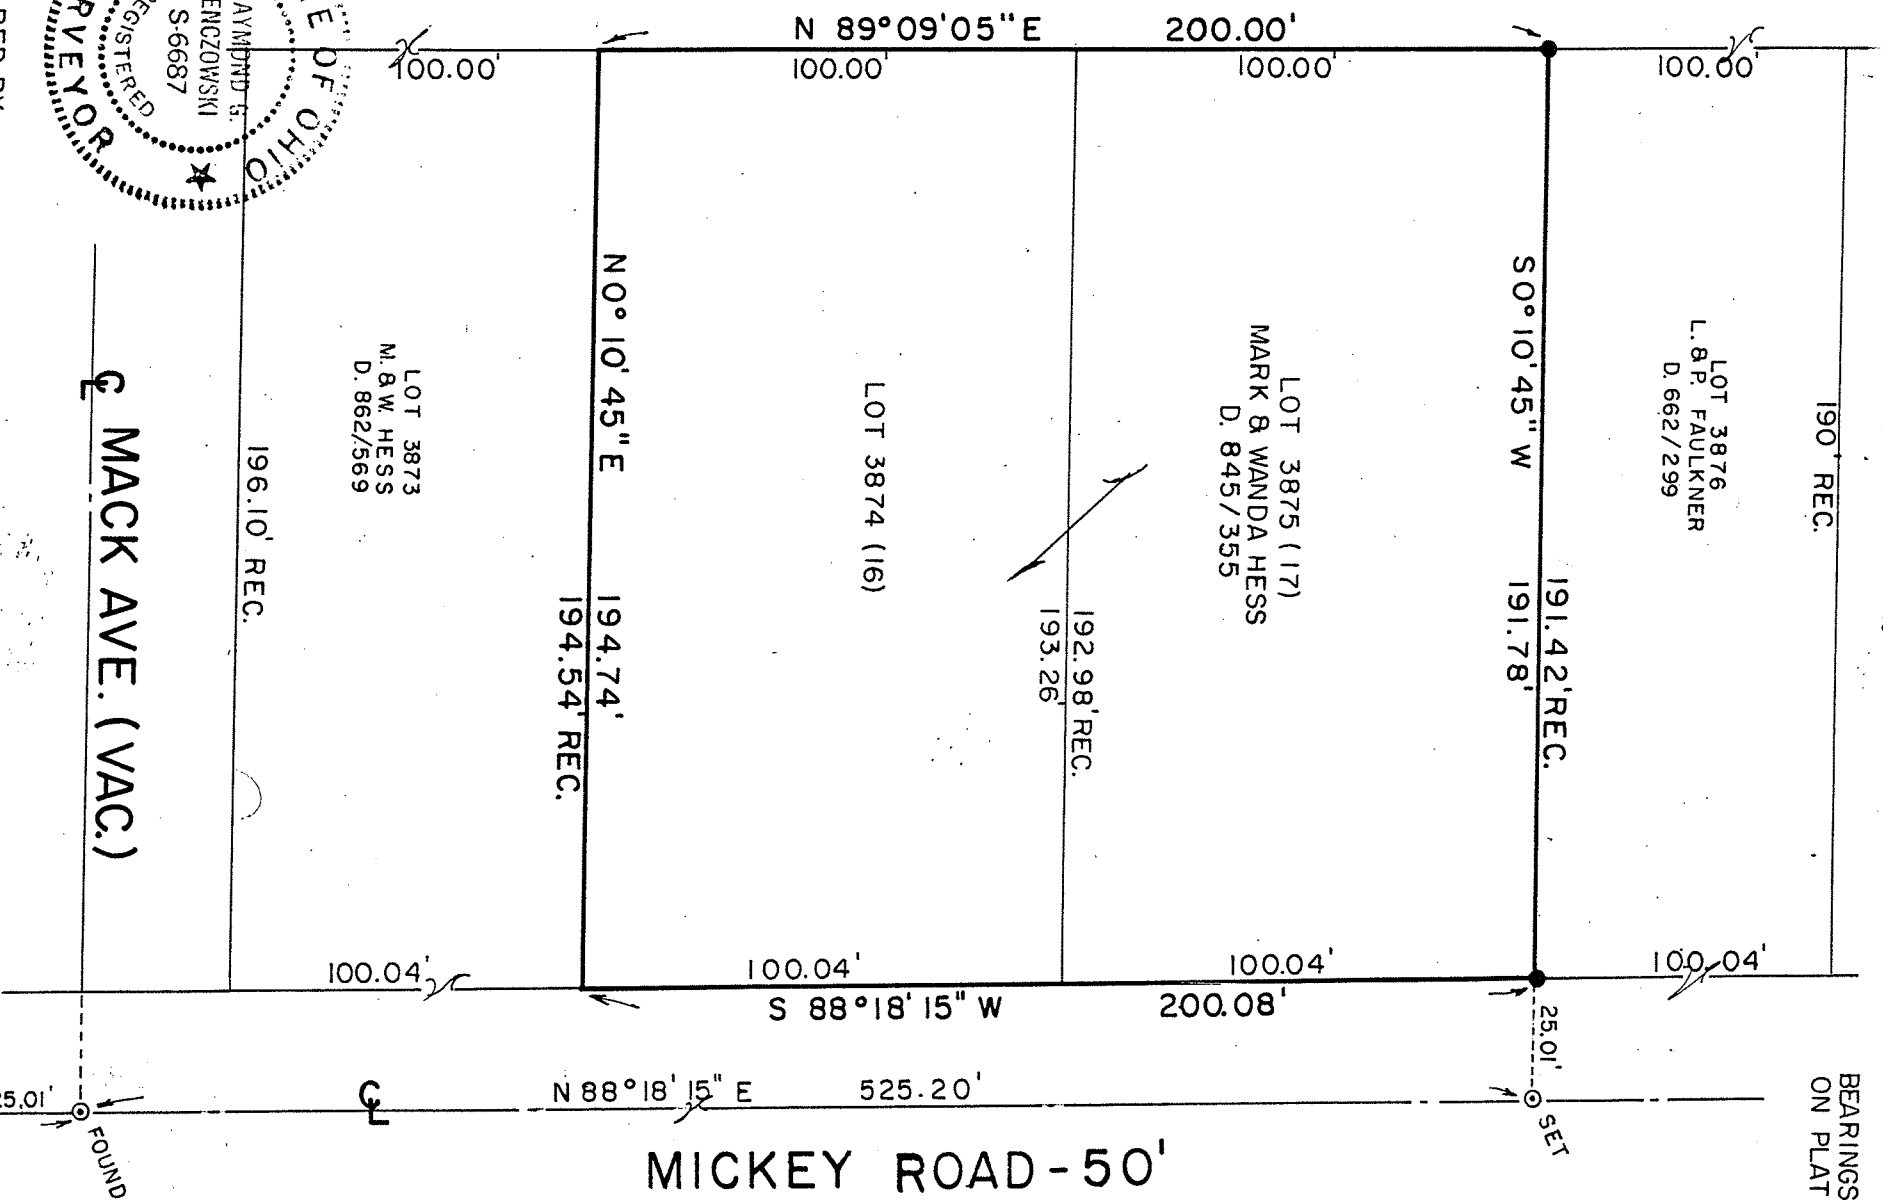 N 89°09'05" E 200.00'
100.00' 100.00' 100.00' 100.00'
OF OHIO
AYMOND G.
ENCZOWSKI
S-6687
REGISTERED
RVEYOR
N 0° 10' 45" E
S 0° 10' 45" W
LOT 3873
M. & W. HESS
D. 862/569
196.10' REC.
₵ MACK AVE. (VAC.)
LOT 3874 (16)
LOT 3875 (17)
MARK & WANDA HESS
D. 845/355
LOT 3876
L. & P. FAULKNER
D. 662/299
190' REC.
194.74'
194.54' REC.
192.98' REC.
193.26'
191.42' REC.
191.78'
100.04' 100.04' 100.04' 100.04'
S 88°18'15" W 200.08'
25.01'
N 88°18'15" E 525.20'
25.01'
FOUND
SET
MICKEY ROAD - 50'
BEARINGS
ON PLAT